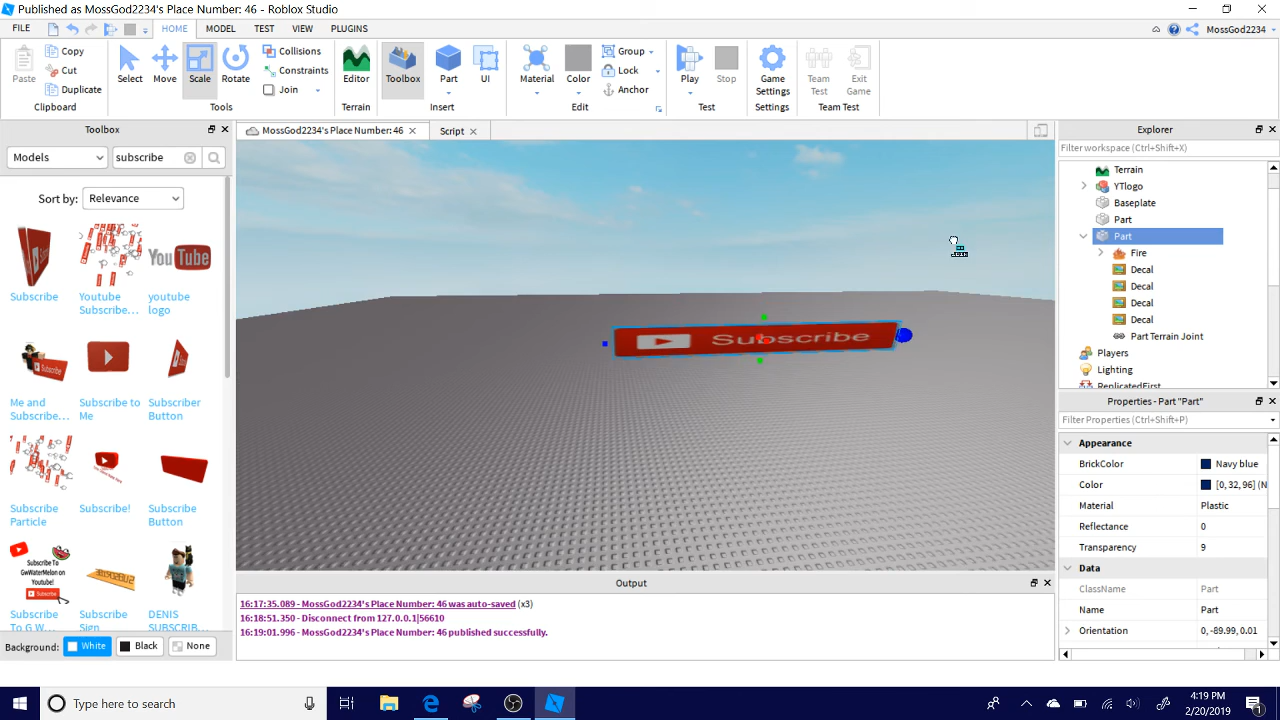 Published as MossGod2234's Place Number: 46 - Roblox Studio
FILE HOME MODEL TEST VIEW PLUGINS MossGod2234
Paste Copy Cut Duplicate Select Move Scale Rotate Collisions Constraints Join Editor Toolbox Part UI Material Color Group Lock Anchor Play Stop Game Settings Team Test Exit Game
Clipboard Tools Terrain Insert Edit Test Settings Team Test
Toolbox
Models subscribe
Sort by: Relevance
Subscribe
Youtube Subscribe...
youtube logo
You Tube
Me and Subscribe...
Subscribe to Me
Subscriber Button
Subscribe Particle
Subscribe!
Subscribe Button
Subscribe To GwWaterMelon on Youtube!
Subscribe
Subscribe To G W...
Subscribe Sign
DENIS SUBSCRIB...
Background: White Black None
MossGod2234's Place Number: 46 Script
Subscribe
Output
16:17:35.089 - MossGod2234's Place Number: 46 was auto-saved (x3)
16:18:51.350 - Disconnect from 127.0.0.1|56610
16:19:01.996 - MossGod2234's Place Number: 46 published successfully.
Explorer
Filter workspace (Ctrl+Shift+X)
Terrain
YTlogo
Baseplate
Part
Part
Fire
Decal
Decal
Decal
Decal
Part Terrain Joint
Players
Lighting
ReplicatedFirst
Properties - Part "Part"
Filter Properties (Ctrl+Shift+P)
Appearance
BrickColor Navy blue
Color [0, 32, 96] (N
Material Plastic
Reflectance 0
Transparency 9
Data
ClassName Part
Name Part
Orientation 0, -89.99, 0.01
Type here to search
4:19 PM
2/20/2019
1